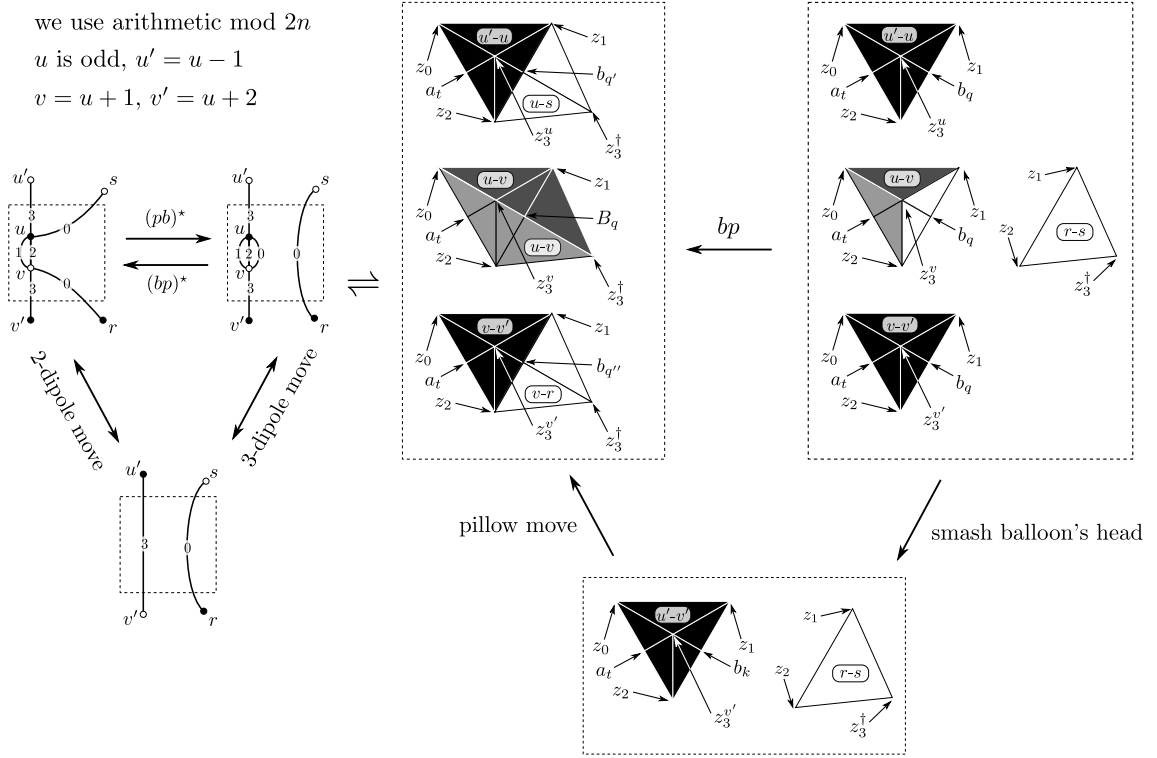 we use arithmetic mod 2n
u is odd, u′ = u − 1
v = u + 1, v′ = u + 2
u′
s
3
u
0
1 2
v
0
3
v′
r
(pb)⋆
(bp)⋆
u′
s
3
u
1 2 0
0
v
3
v′
r
⇌
2-dipole move
3-dipole move
u′
s
3
0
v′
r
u′-u
z0
z1
at
bq′
z2
u-s
z3u
z3†
u-v
z0
z1
at
Bq
u-v
z2
z3v
z3†
v-v′
z0
z1
at
bq′′
z2
v-r
z3v′
z3†
bp
u′-u
z0
z1
at
bq
z2
z3u
u-v
z0
z1
at
bq
z2
z3v
z1
z2
r-s
z3†
v-v′
z0
z1
at
bq
z2
z3v′
pillow move
smash balloon's head
u′-v′
z0
z1
at
bk
z2
z3v′
z1
z2
r-s
z3†